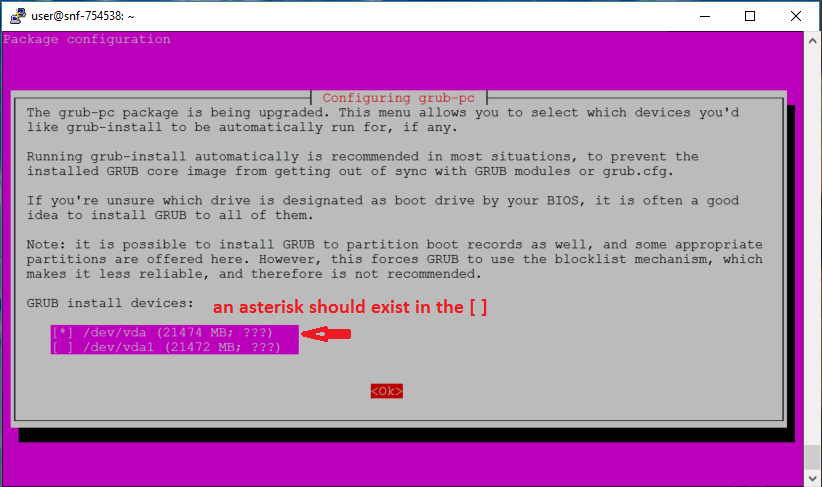 user@snf-754538: ~
Package configuration
Configuring grub-pc
The grub-pc package is being upgraded. This menu allows you to select which devices you'd
like grub-install to be automatically run for, if any.
Running grub-install automatically is recommended in most situations, to prevent the
installed GRUB core image from getting out of sync with GRUB modules or grub.cfg.
If you're unsure which drive is designated as boot drive by your BIOS, it is often a good
idea to install GRUB to all of them.
Note: it is possible to install GRUB to partition boot records as well, and some appropriate
partitions are offered here. However, this forces GRUB to use the blocklist mechanism, which
makes it less reliable, and therefore is not recommended.
GRUB install devices:
an asterisk should exist in the [ ]
[*] /dev/vda (21474 MB; ???)
[ ] /dev/vda1 (21472 MB; ???)
<Ok>